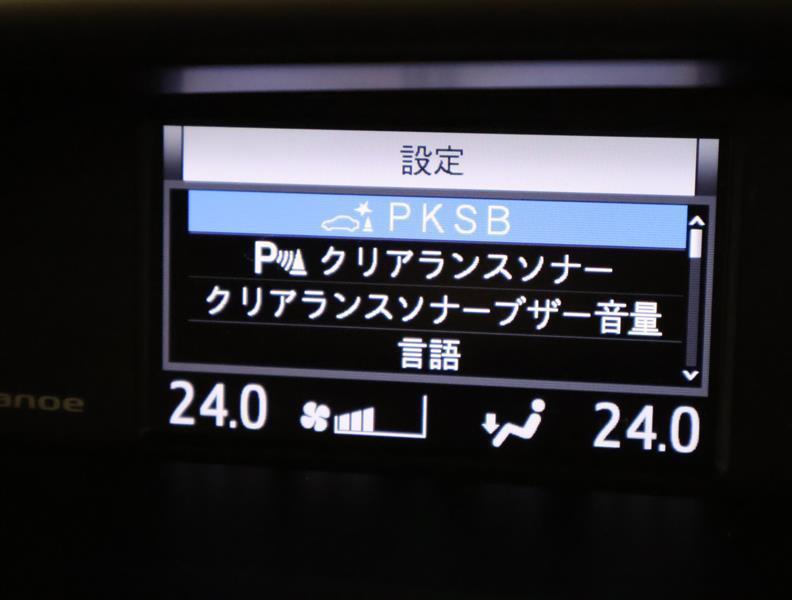 設定
PKSB
P クリアランスソナー
クリアランスソナーブザー音量
言語
anoe
24.0 24.0